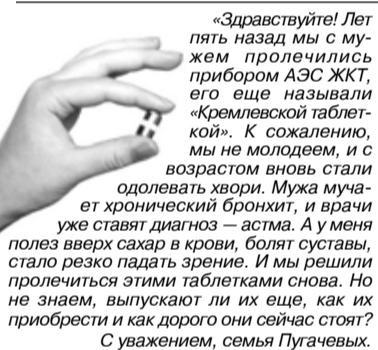 «Здравствуйте! Лет
пять назад мы с му-
жем пролечились
прибором АЭС ЖКТ,
его еще называли
«Кремлевской таблет-
кой». К сожалению,
мы не молодеем, и с
возрастом вновь стали
одолевать хвори. Мужа муча-
ет хронический бронхит, и врачи
уже ставят диагноз — астма. А у меня
полез вверх сахар в крови, болят суставы,
стало резко падать зрение. И мы решили
пролечиться этими таблетками снова. Но
не знаем, выпускают ли их еще, как их
приобрести и как дорого они сейчас стоят?
С уважением, семья Пугачевых.